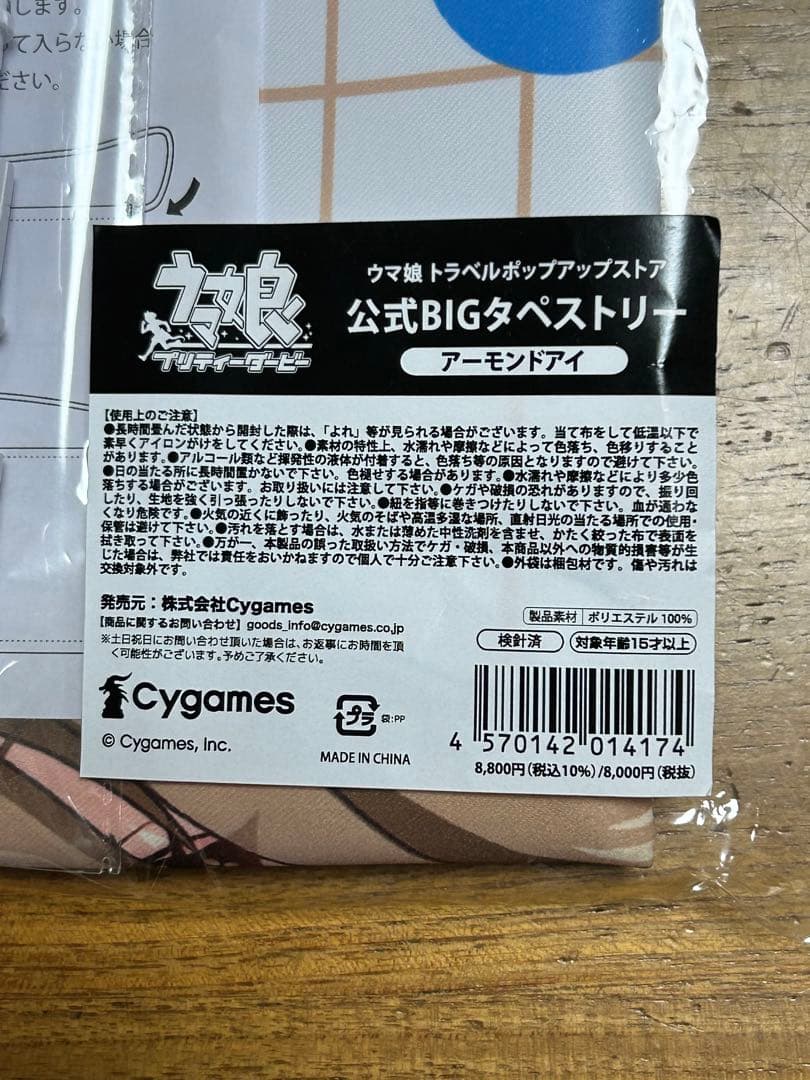 します。
って入らない場合
ださい。
ウマ娘
プリティーダービー
ウマ娘 トラベルポップアップストア
公式BIGタペストリー
アーモンドアイ
【使用上のご注意】
●長時間畳んだ状態から開封した際は、「よれ」等が見られる場合がございます。当て布をして低温以下で
素早くアイロンがけをしてください。●素材の特性上、水濡れや摩擦などによって色落ち、色移りすること
があります。●アルコール類など揮発性の液体が付着すると、色落ち等の原因となりますので避けて下さい。
●日の当たる所に長時間置かないで下さい。色褪せする場合があります。●水濡れや摩擦などにより多少色
落ちする場合がございます。お取り扱いには注意して下さい。●ケガや破損の恐れがありますので、振り回
したり、生地を強く引っ張ったりしないで下さい。●紐を指等に巻きつけたりしないで下さい。血が通わな
くなり危険です。●火気の近くに飾ったり、火気のそばや高温多湿な場所、直射日光の当たる場所での使用・
保管は避けて下さい。●汚れを落とす場合は、水または薄めた中性洗剤を含ませ、かたく絞った布で表面を
拭き取って下さい。●万が一、本製品の誤った取扱い方法でケガ・破損、本商品以外への物質的損害等が生
じた場合は、弊社では責任をおいかねますので個人で十分ご注意下さい。●外袋は梱包材です。傷や汚れは
交換対象外です。
発売元：株式会社Cygames
【商品に関するお問い合わせ】goods_info@cygames.co.jp
※土日祝日にお問い合わせ頂いた場合は、お返事にお時間を頂
く可能性がございます。予めご了承ください。
製品素材 ポリエステル 100%
検針済 対象年齢15才以上
Cygames
© Cygames, Inc.
プラ 袋:PP
MADE IN CHINA
4 570142 014174
8,800円（税込10%）/8,000円（税抜）